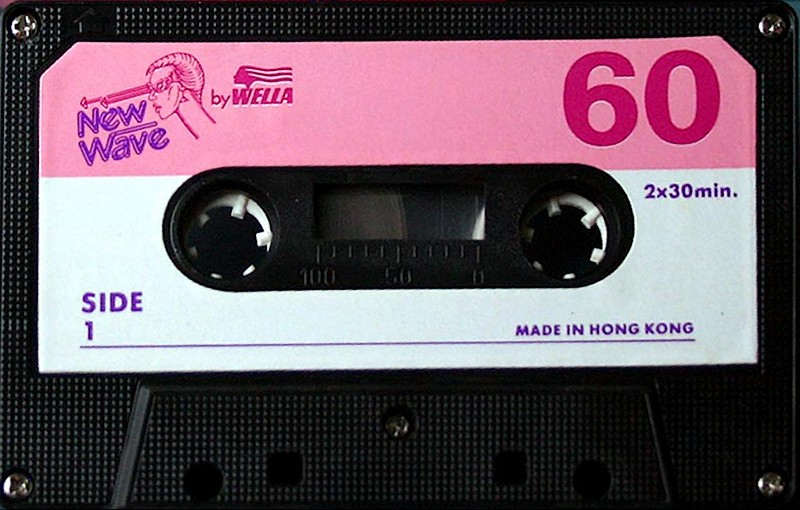 New
Wave
by WELLA
60
2x30min.
100 50 0
SIDE
1
MADE IN HONG KONG